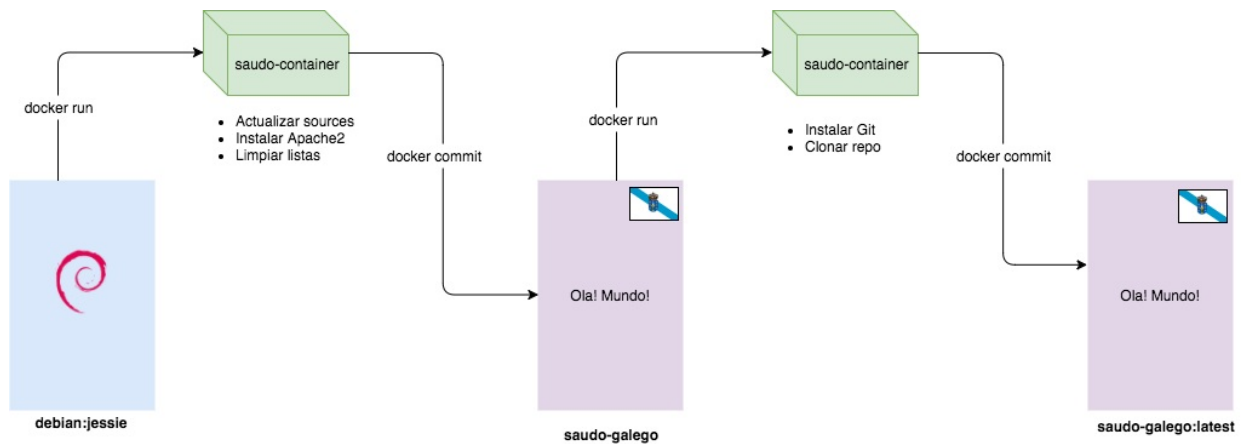 saudo-container
saudo-container
docker run
Actualizar sources
Instalar Apache2
Limpiar listas
docker commit
docker run
Instalar Git
Clonar repo
docker commit
Ola! Mundo!
Ola! Mundo!
debian:jessie
saudo-galego
saudo-galego:latest